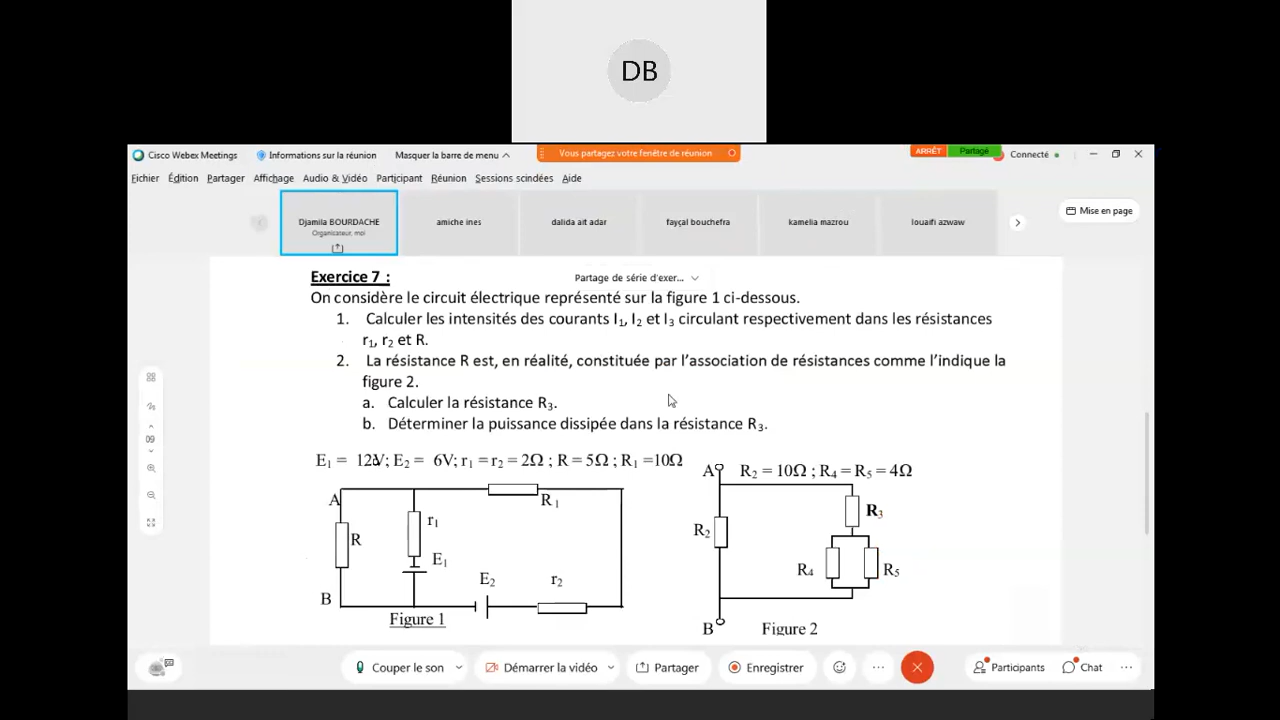 DB
Cisco Webex Meetings
Informations sur la réunion
Masquer la barre de menu
Vous partagez votre fenêtre de réunion
ARRÊT
Partagé
Connecté
Fichier Édition Partager Affichage Audio & Vidéo Participant Réunion Sessions scindées Aide
Djamila BOURDACHE
Organisateur, moi
amiche ines
dalida ait adar
fayçal bouchefra
kamelia mazrou
louaifi azwaw
Mise en page
Exercice 7 :
Partage de série d'exer...
On considère le circuit électrique représenté sur la figure 1 ci-dessous.
1. Calculer les intensités des courants I₁, I₂ et I₃ circulant respectivement dans les résistances
r₁, r₂ et R.
2. La résistance R est, en réalité, constituée par l'association de résistances comme l'indique la
figure 2.
a. Calculer la résistance R₃.
b. Déterminer la puissance dissipée dans la résistance R₃.
E₁ = 12V; E₂ = 6V; r₁ = r₂ = 2Ω ; R = 5Ω ; R₁ =10Ω
A R₂ = 10Ω ; R₄ = R₅ = 4Ω
A
R₁
r₁
R
E₁
E₂
r₂
B
Figure 1
R₃
R₂
R₄
R₅
B
Figure 2
09
Couper le son
Démarrer la vidéo
Partager
Enregistrer
Participants
Chat